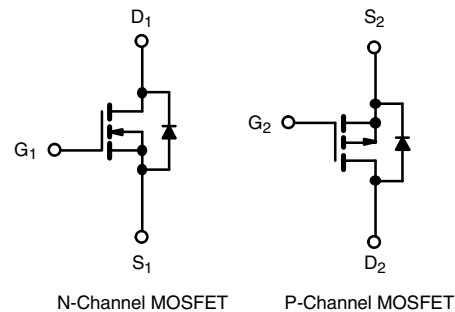 D1
S2
G1
G2
S1
D2
N-Channel MOSFET
P-Channel MOSFET